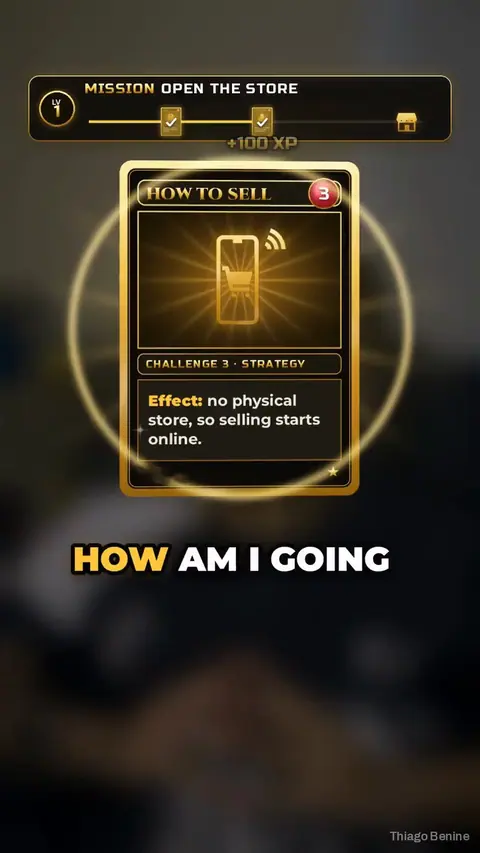 MISSION OPEN THE STORE
LV
1
+100 XP
HOW TO SELL
3
CHALLENGE 3 · STRATEGY
Effect: no physical
store, so selling starts
online.
HOW AM I GOING
Thiago Benine